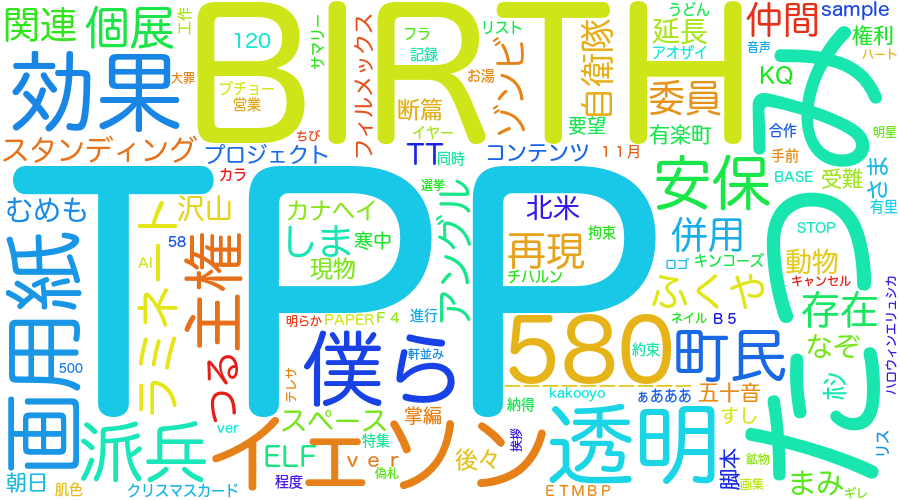 関連
個展
工作
BIRTH
120
サマリー
フィルメックス
フラ
記録
リスト
うどん
延長
アオザイ
仲間
sample
音声
権利
ハート
効果
大罪
プチョー
営業
お湯
断篇
ゾンビ
自衛隊
委員
KQ
みつだ
スタンディング
ちび
イヤー
要望
有楽町
合作
明星
プロジェクト
TT
同時
コンテンツ
11月
手前
カラ
選挙
安保
BASE
受難
さま
TPP
むめも
沢山
カナヘイ
アングル
北米
有里
画用紙
ラミネート
58
主権
しま
寒中
再現
拘束
併用
STOP
AI
現物
チハルン
ロゴ
キンコーズ
動物
キャンセル
ふくや
存在
ハロウィンエリュシカ
明らか
PAPER
F4
進行
ネイル
B5
580
500
つる
僕ら
軒並み
約束
町民
なぞ
ホン
テレサ
kakooyo
ぁあああ
五十音
納得
すし
派兵
ver
スペース
掌編
イエソン
挨拶
透明
脚本
リス
ELF
特集
ver
後々
鉱物
まみ
朝日
肌色
クリスマスカード
程度
偽札
ETMBP
画集
ギレ